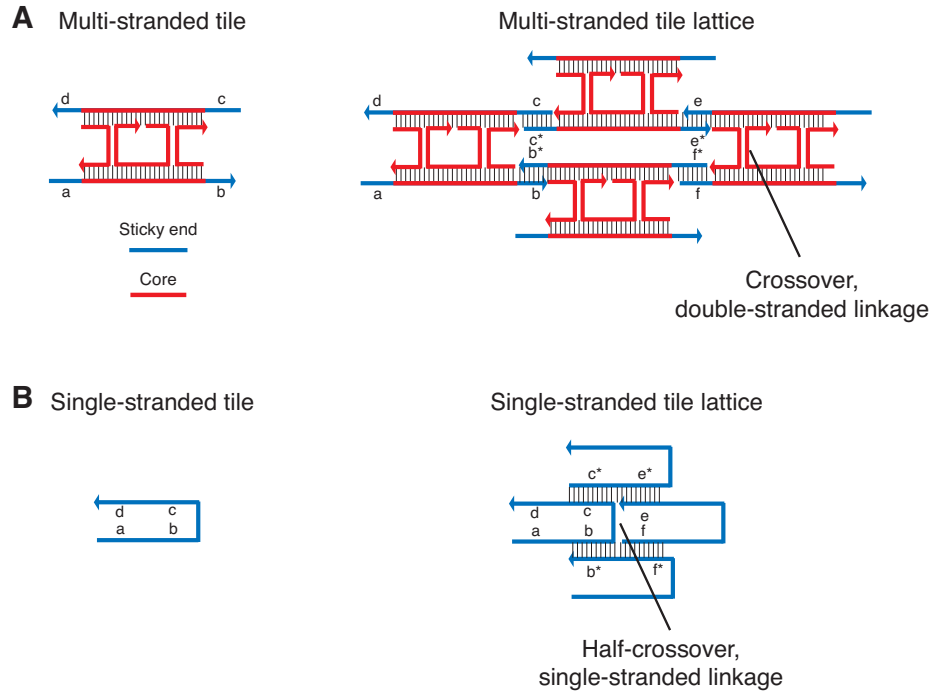 A Multi-stranded tile Multi-stranded tile lattice
d c d c e
c* e*
b* f*
a b a b f
Sticky end
Core
Crossover,
double-stranded linkage
B Single-stranded tile Single-stranded tile lattice
c* e*
d c d c e
a b a b f
b* f*
Half-crossover,
single-stranded linkage